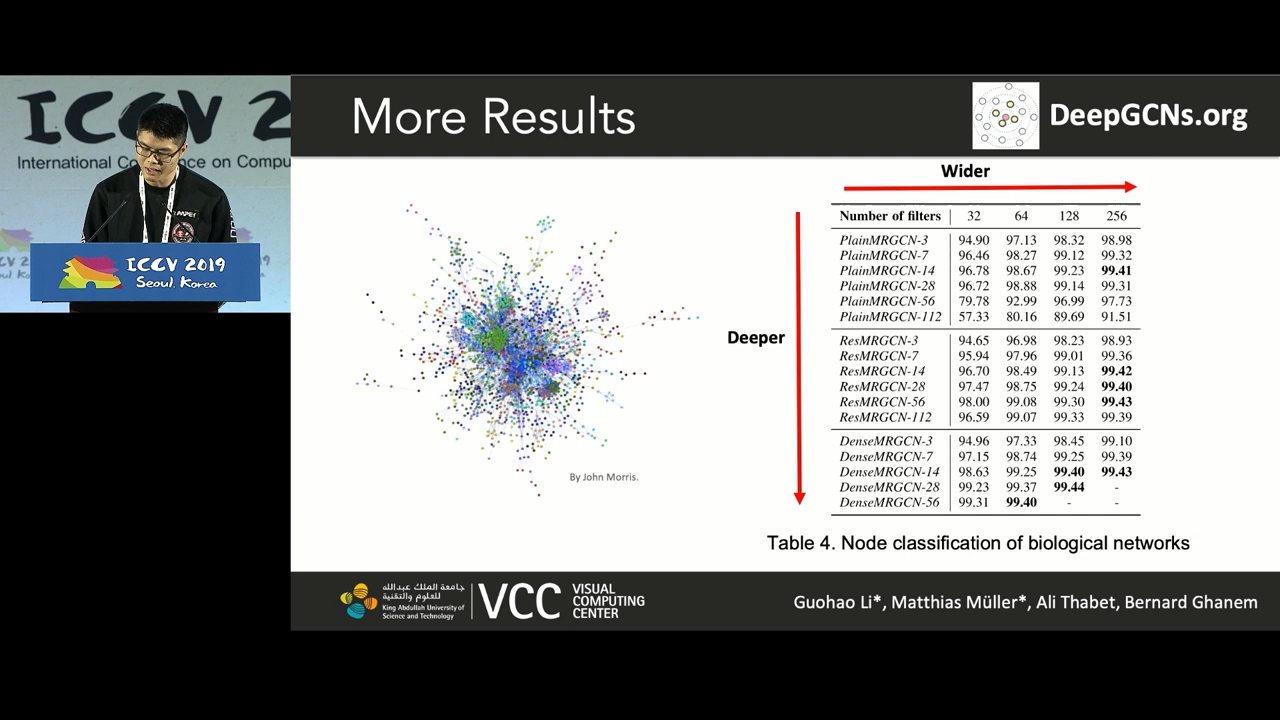 ICCV 2
International Co ence on Compu
PAPE
ICCV 2019
Seoul, Korea
More Results
DeepGCNs.org
Wider
Deeper
Number of filters 32 64 128 256
PlainMRGCN-3 94.90 97.13 98.32 98.98
PlainMRGCN-7 96.46 98.27 99.12 99.32
PlainMRGCN-14 96.78 98.67 99.23 99.41
PlainMRGCN-28 96.72 98.88 99.14 99.31
PlainMRGCN-56 79.78 92.99 96.99 97.73
PlainMRGCN-112 57.33 80.16 89.69 91.51
ResMRGCN-3 94.65 96.98 98.23 98.93
ResMRGCN-7 95.94 97.96 99.01 99.36
ResMRGCN-14 96.70 98.49 99.13 99.42
ResMRGCN-28 97.47 98.75 99.24 99.40
ResMRGCN-56 98.00 99.08 99.30 99.43
ResMRGCN-112 96.59 99.07 99.33 99.39
DenseMRGCN-3 94.96 97.33 98.45 99.10
DenseMRGCN-7 97.15 98.74 99.25 99.39
DenseMRGCN-14 98.63 99.25 99.40 99.43
DenseMRGCN-28 99.23 99.37 99.44 -
DenseMRGCN-56 99.31 99.40 - -
By John Morris.
Table 4. Node classification of biological networks
جامعة الملك عبدالله
للعلوم والتقنية
King Abdullah University of
Science and Technology
VCC
VISUAL
COMPUTING
CENTER
Guohao Li*, Matthias Müller*, Ali Thabet, Bernard Ghanem